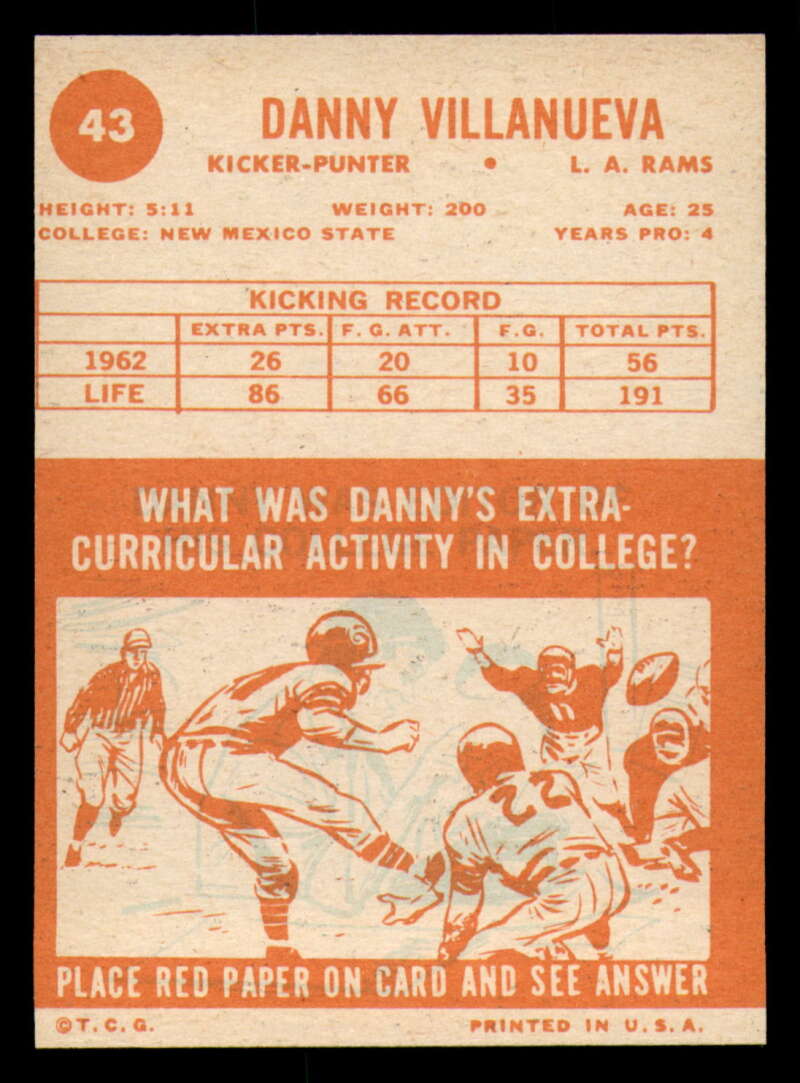 43
DANNY VILLANUEVA
KICKER-PUNTER • L. A. RAMS
HEIGHT: 5:11 WEIGHT: 200 AGE: 25
COLLEGE: NEW MEXICO STATE YEARS PRO: 4
KICKING RECORD
EXTRA PTS. F. G. ATT. F.G. TOTAL PTS.
1962 26 20 10 56
LIFE 86 66 35 191
WHAT WAS DANNY'S EXTRA-
CURRICULAR ACTIVITY IN COLLEGE?
11
22
PLACE RED PAPER ON CARD AND SEE ANSWER
© T. C. G. PRINTED IN U. S. A.